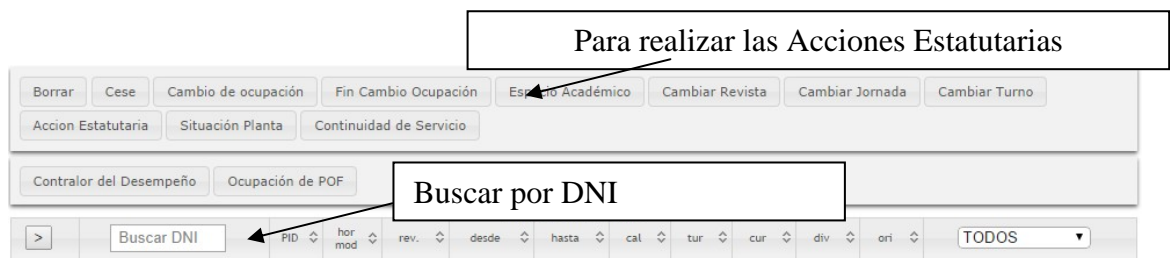 Para realizar las Acciones Estatutarias
Borrar Cese Cambio de ocupación Fin Cambio Ocupación Espacio Académico Cambiar Revista Cambiar Jornada Cambiar Turno
Accion Estatutaria Situación Planta Continuidad de Servicio
Contralor del Desempeño Ocupación de POF
Buscar por DNI
> Buscar DNI PID hor mod rev. desde hasta cal tur cur div ori TODOS